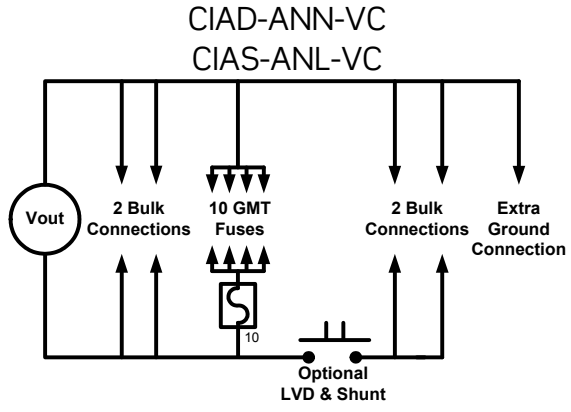 CIAD-ANN-VC
CIAS-ANL-VC
Vout
2 Bulk
Connections
10 GMT
Fuses
2 Bulk
Connections
Extra
Ground
Connection
10
Optional
LVD & Shunt